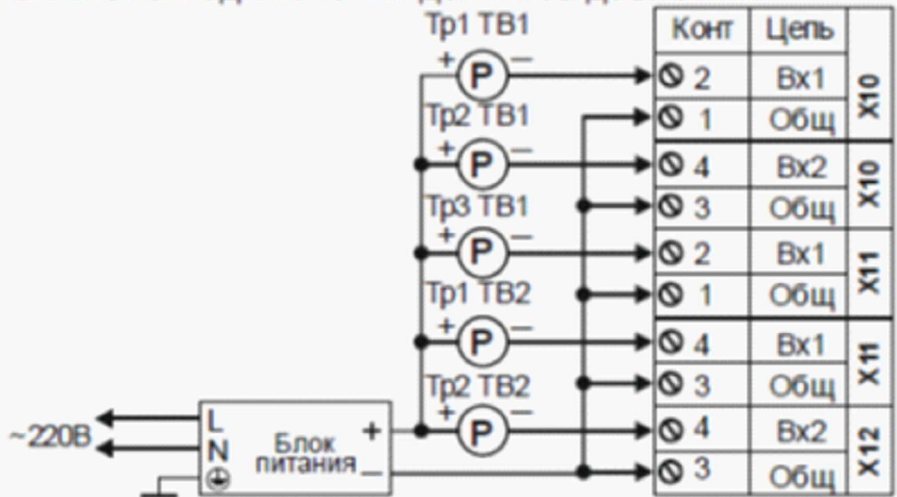 Тр1 ТВ1
Конт Цепь
+ P — 2 Вх1 X10
1 Общ
Тр2 ТВ1
+ P — 4 Вх2 X10
3 Общ
Тр3 ТВ1
+ P — 2 Вх1 X11
1 Общ
Тр1 ТВ2
+ P — 4 Вх1 X11
3 Общ
Тр2 ТВ2
+ P — 4 Вх2 X12
3 Общ
~220В
L
N
Блок
питания
+
—